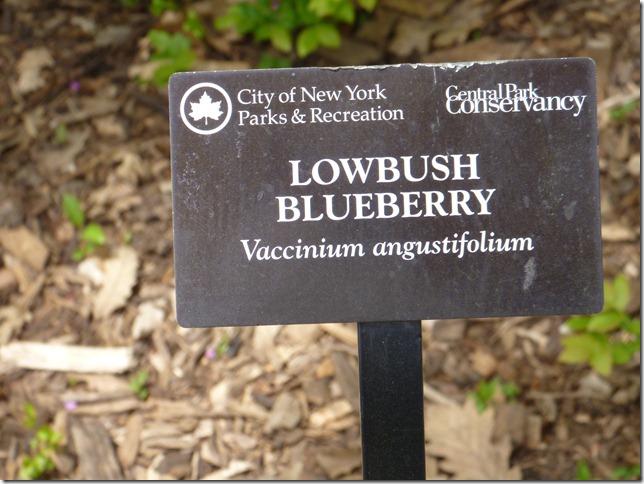 City of New York
Parks & Recreation
Central Park
Conservancy
LOWBUSH
BLUEBERRY
Vaccinium angustifolium